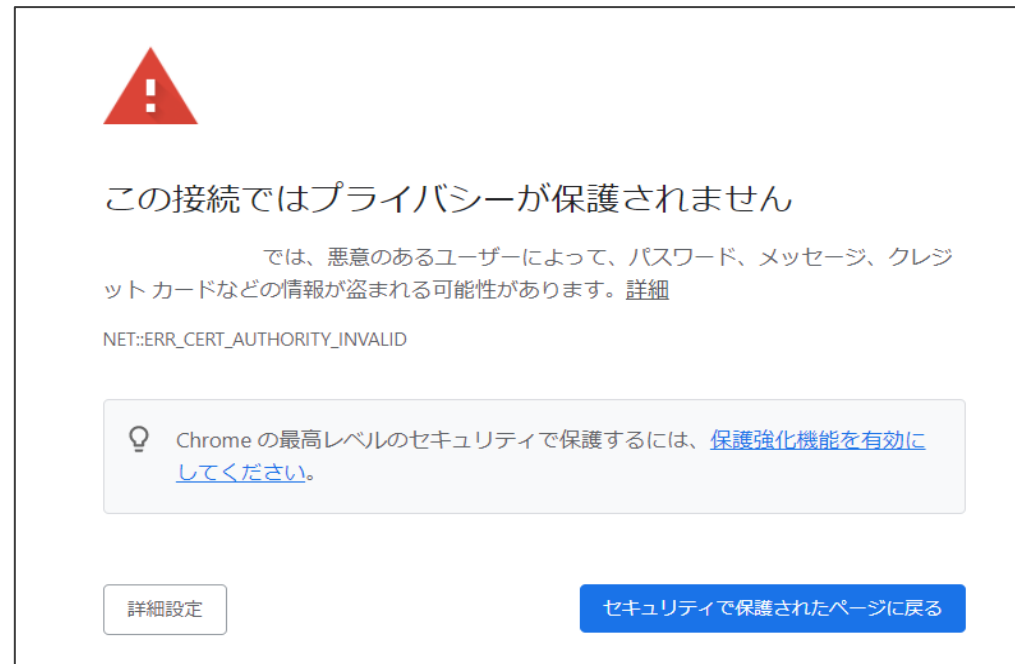 この接続ではプライバシーが保護されません
では、悪意のあるユーザーによって、パスワード、メッセージ、クレジ
ット カードなどの情報が盗まれる可能性があります。詳細
NET::ERR_CERT_AUTHORITY_INVALID
Chrome の最高レベルのセキュリティで保護するには、保護強化機能を有効に
してください。
詳細設定
セキュリティで保護されたページに戻る